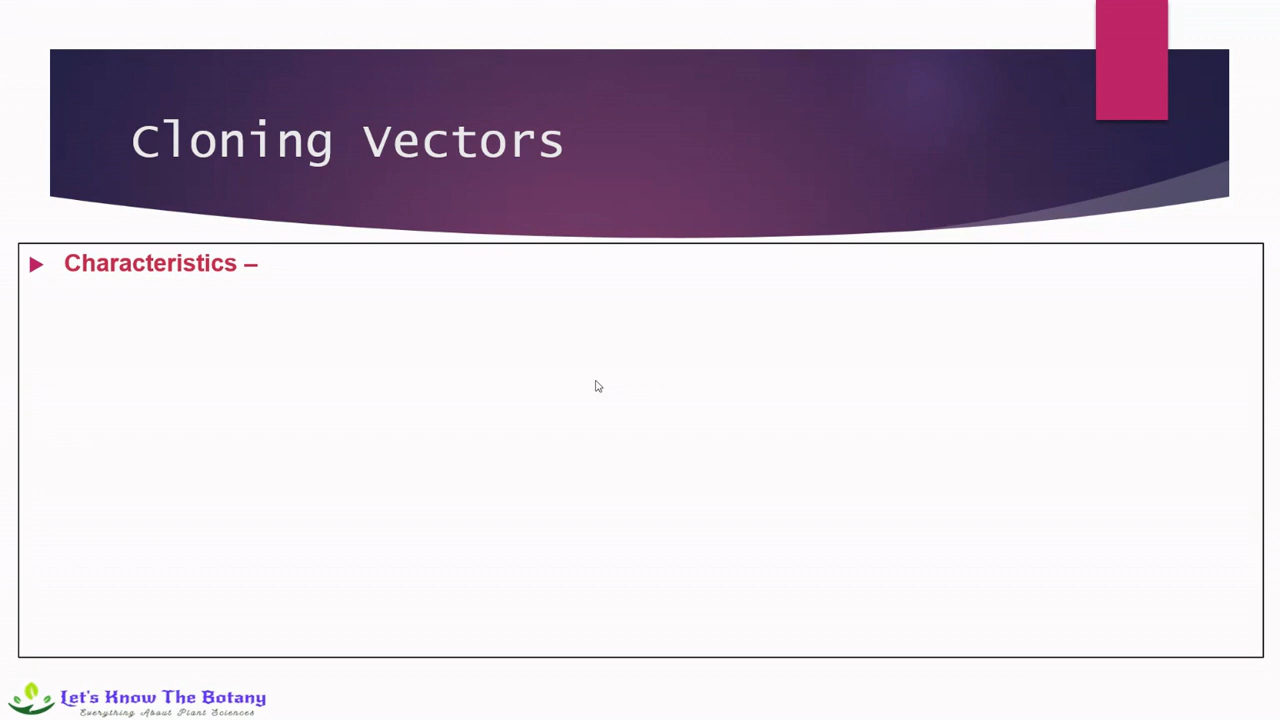 Cloning Vectors
Characteristics –
Let's Know The Botany
Everything About Plant Sciences